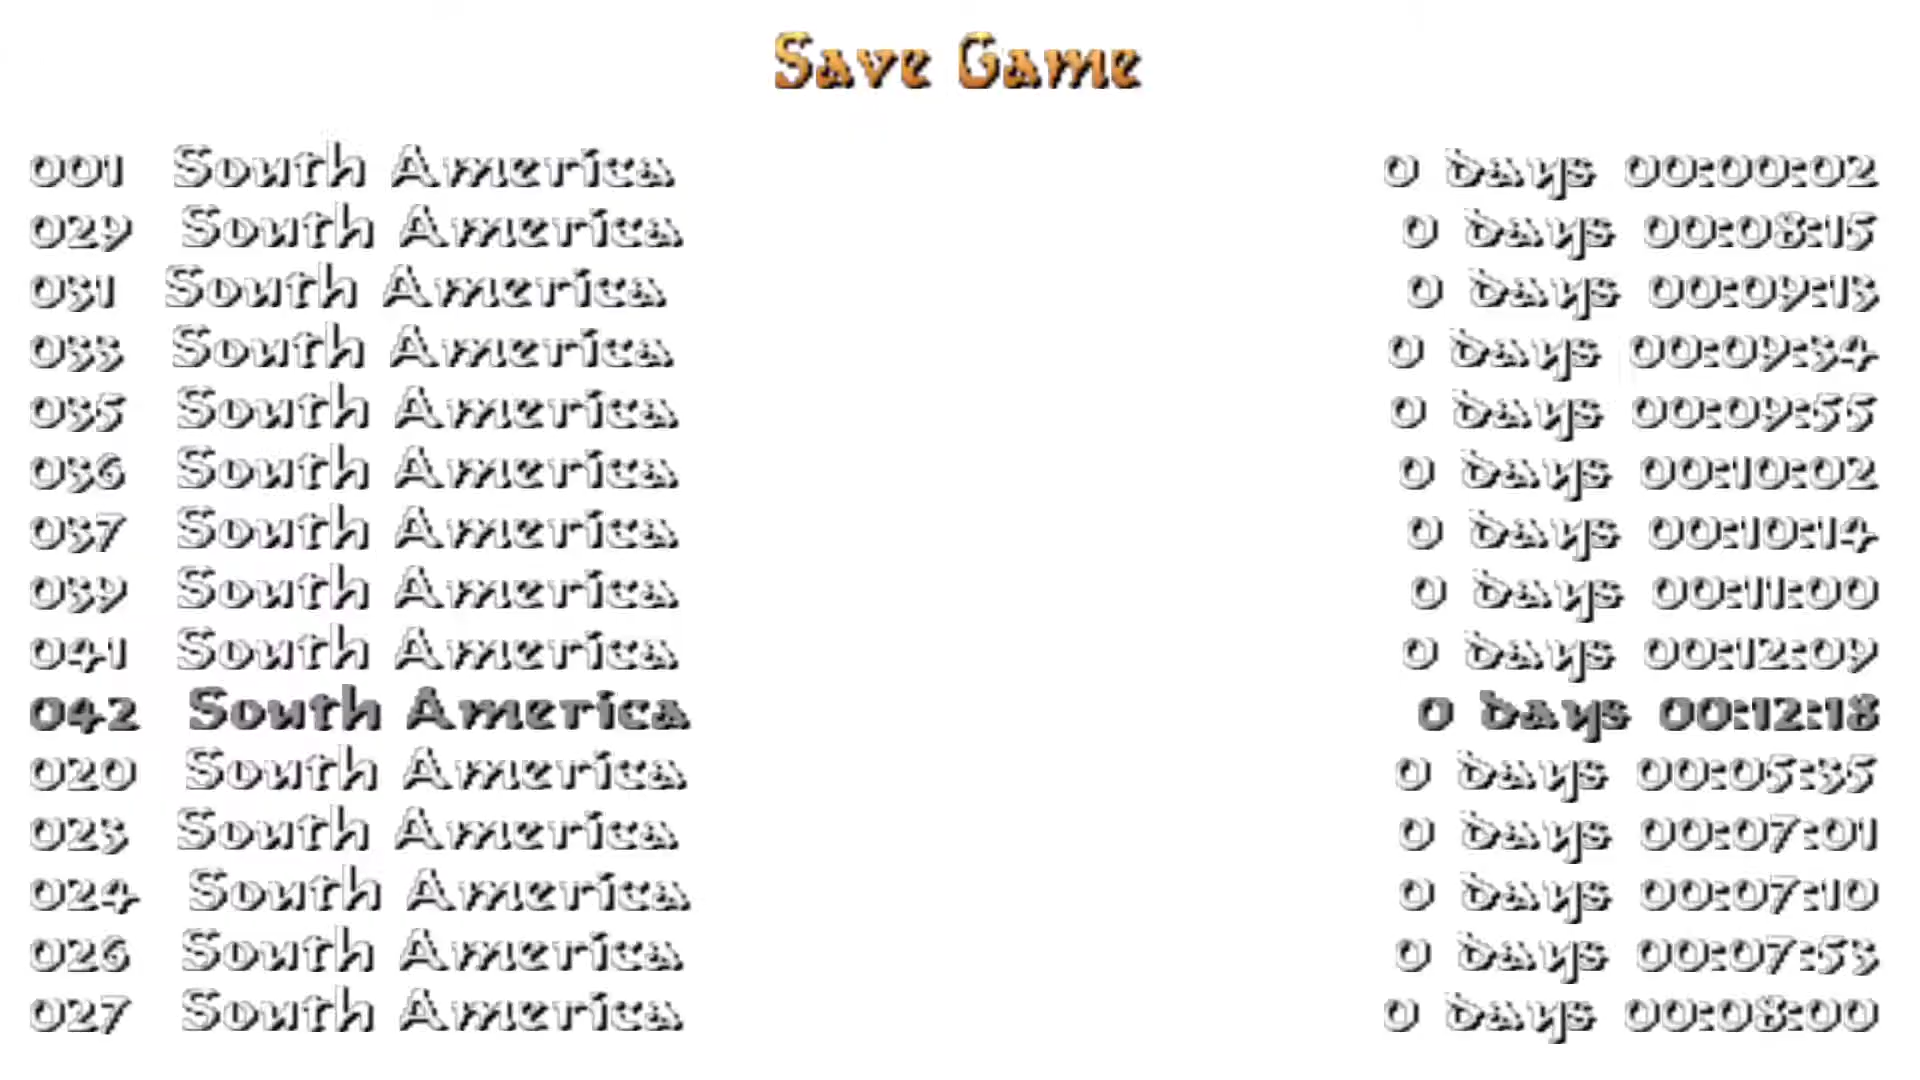 Save Game
001 South America 0 days 00:00:02
029 South America 0 days 00:08:15
031 South America 0 days 00:09:13
033 South America 0 days 00:09:34
035 South America 0 days 00:09:55
036 South America 0 days 00:10:02
037 South America 0 days 00:10:14
039 South America 0 days 00:11:00
041 South America 0 days 00:12:09
042 South America 0 days 00:12:18
020 South America 0 days 00:05:35
023 South America 0 days 00:07:01
024 South America 0 days 00:07:10
026 South America 0 days 00:07:53
027 South America 0 days 00:08:00